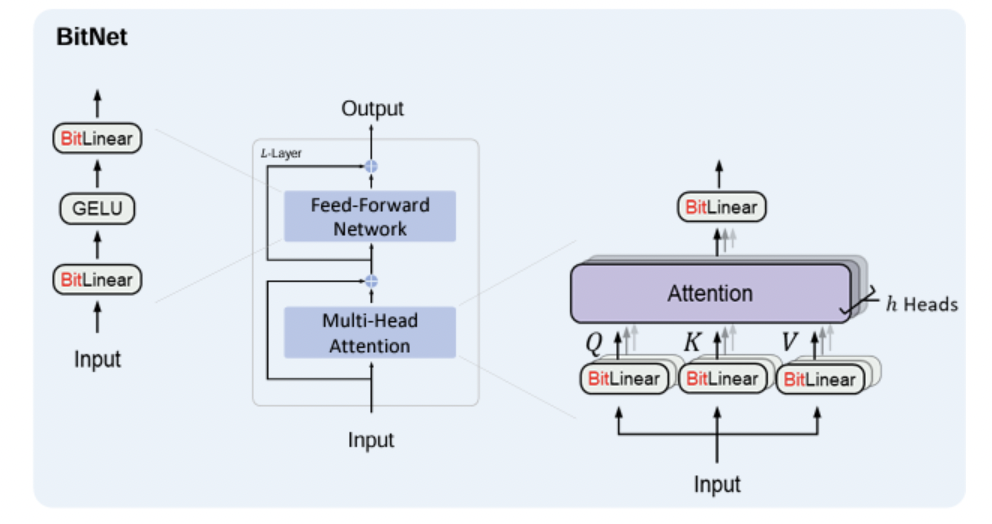 BitNet
BitLinear
GELU
BitLinear
Input
Output
L-Layer
Feed-Forward
Network
Multi-Head
Attention
Input
BitLinear
Attention
h Heads
Q K V
BitLinear BitLinear BitLinear
Input